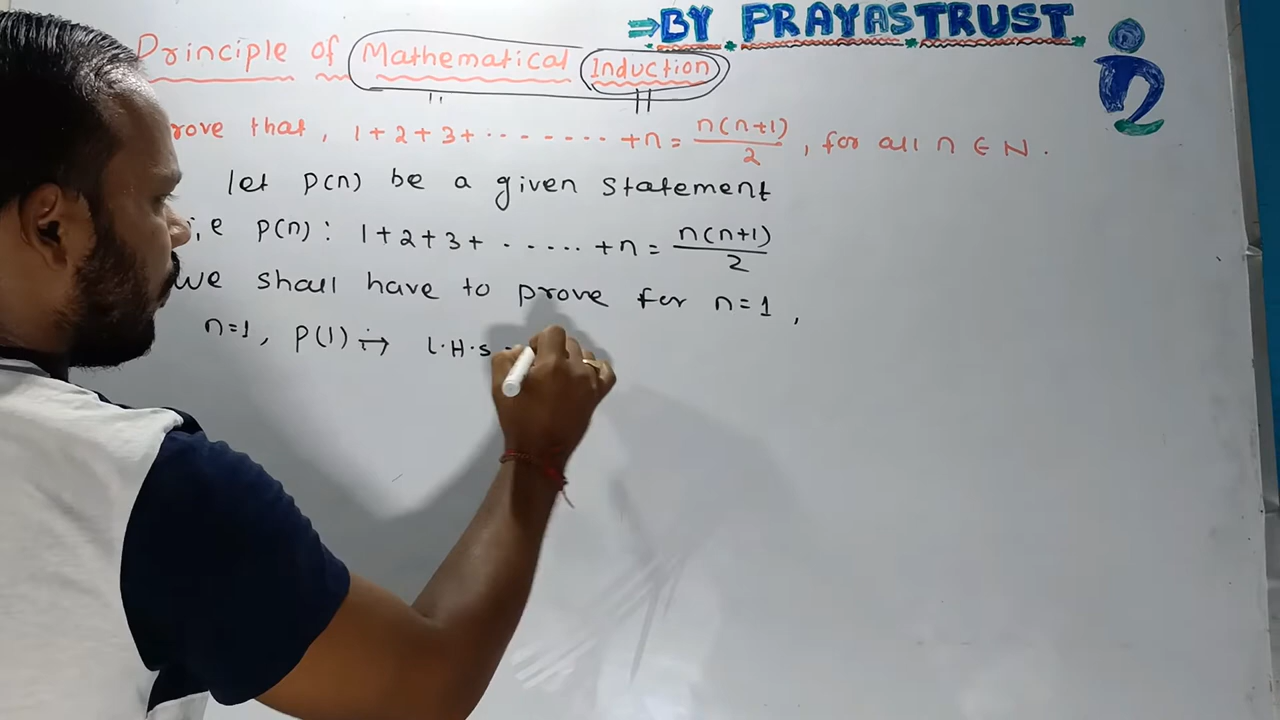 ⇒BY PRAYASTRUST
Principle of Mathematical Induction
rove that, 1+2+3+ ········ +n= n(n+1)/2, for all n ∈ N.
let P(n) be a given statement
i,e P(n): 1+2+3+ ······ +n= n(n+1)/2
we shall have to prove for n=1,
n=1, P(1) ↦ L.H.S